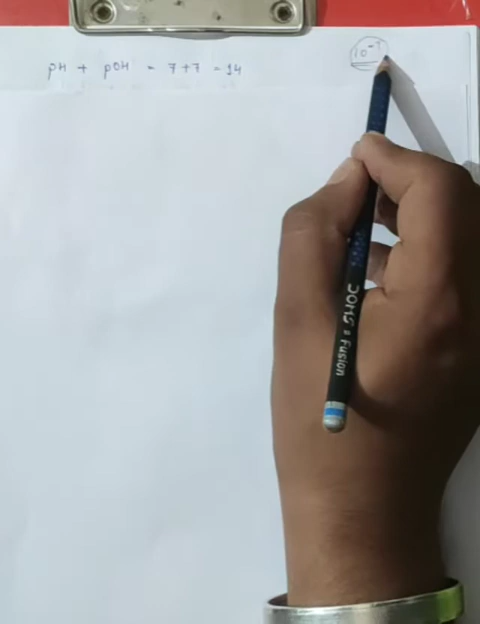 pH + pOH = 7+7 = 14
10⁻⁷
DOMS Fusion